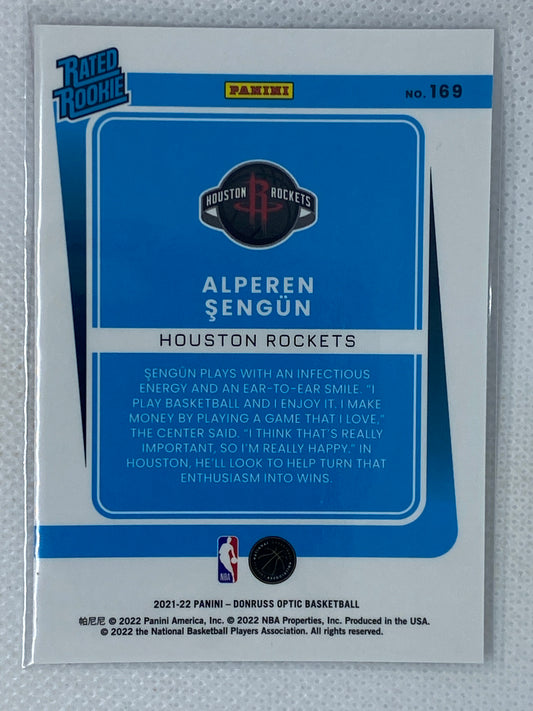 RATED
ROOKIE
PANINI
NO. 169
HOUSTON R ROCKETS
ALPEREN
ŞENGÜN
HOUSTON ROCKETS
ŞENGÜN PLAYS WITH AN INFECTIOUS
ENERGY AND AN EAR-TO-EAR SMILE. "I
PLAY BASKETBALL AND I ENJOY IT. I MAKE
MONEY BY PLAYING A GAME THAT I LOVE,"
THE CENTER SAID. "I THINK THAT'S REALLY
IMPORTANT, SO I'M REALLY HAPPY." IN
HOUSTON, HE'LL LOOK TO HELP TURN THAT
ENTHUSIASM INTO WINS.
NBA
2021-22 PANINI – DONRUSS OPTIC BASKETBALL
帕尼尼 © 2022 Panini America, Inc. © 2022 NBA Properties, Inc. Produced in the USA.
© 2022 the National Basketball Players Association. All rights reserved.